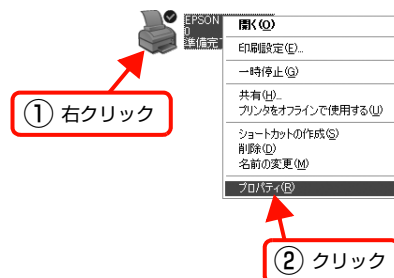 EPSON
0
準備完了
開く(O)
印刷設定(E)...
一時停止(G)
共有(H)...
プリンタをオフラインで使用する(U)
ショートカットの作成(S)
削除(D)
名前の変更(M)
プロパティ(R)
① 右クリック
② クリック